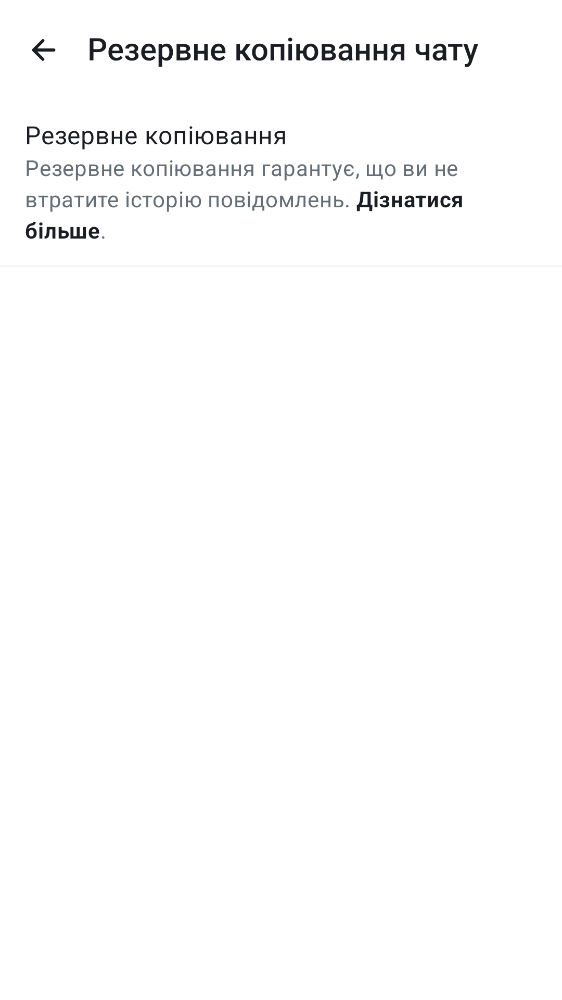 Резервне копіювання чату
Резервне копіювання
Резервне копіювання гарантує, що ви не
втратите історію повідомлень. Дізнатися
більше.